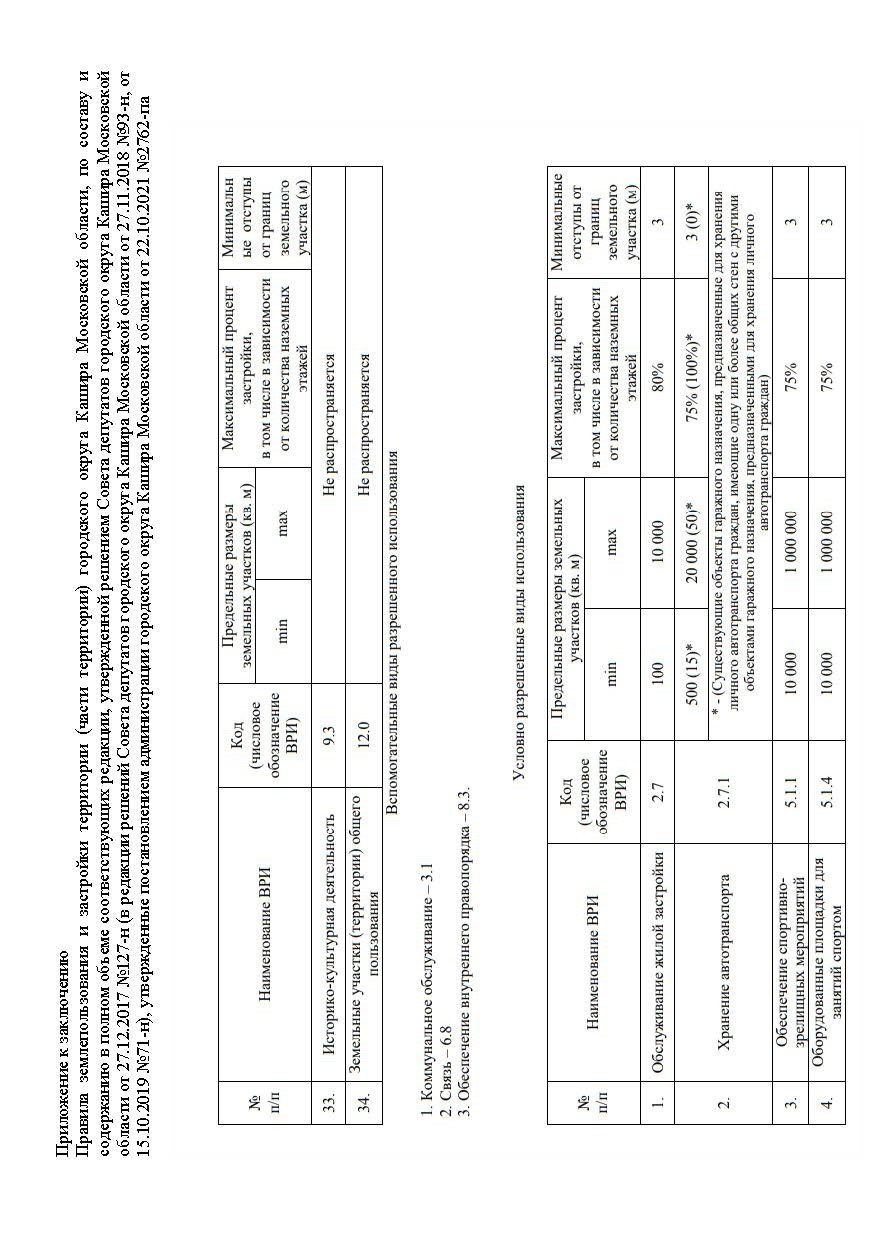 Приложение к заключению
Правила землепользования и застройки территории (части территории) городского округа Кашира Московской области, по составу и
содержанию в полном объеме соответствующих редакции, утвержденной решением Совета депутатов городского округа Кашира Московской
области от 27.12.2017 №127-н (в редакции решений Совета депутатов городского округа Кашира Московской области от 27.11.2018 №93-н, от
15.10.2019 №71-н), утвержденные постановлением администрации городского округа Кашира Московской области от 22.10.2021 №2762-па
№
п/п
Наименование ВРИ
Код
(числовое
обозначение
ВРИ)
Предельные размеры
земельных участков (кв. м)
min
max
Максимальный процент
застройки,
в том числе в зависимости
от количества наземных
этажей
Минимальн
ые отступы
от границ
земельного
участка (м)
33.
Историко-культурная деятельность
9.3
Не распространяется
34.
Земельные участки (территории) общего
пользования
12.0
Не распространяется
Вспомогательные виды разрешенного использования
1. Коммунальное обслуживание – 3.1
2. Связь – 6.8
3. Обеспечение внутреннего правопорядка – 8.3.
Условно разрешенные виды использования
№
п/п
Наименование ВРИ
Код
(числовое
обозначение
ВРИ)
Предельные размеры земельных
участков (кв. м)
min
max
Максимальный процент
застройки,
в том числе в зависимости
от количества наземных
этажей
Минимальные
отступы от
границ
земельного
участка (м)
1.
Обслуживание жилой застройки
2.7
100
10 000
80%
3
2.
Хранение автотранспорта
2.7.1
500 (15)*
20 000 (50)*
75% (100%)*
3 (0)*
* - (Существующие объекты гаражного назначения, предназначенные для хранения
личного автотранспорта граждан, имеющие одну или более общих стен с другими
объектами гаражного назначения, предназначенными для хранения личного
автотранспорта граждан)
3.
Обеспечение спортивно-
зрелищных мероприятий
5.1.1
10 000
1 000 000
75%
3
4.
Оборудованные площадки для
занятий спортом
5.1.4
10 000
1 000 000
75%
3